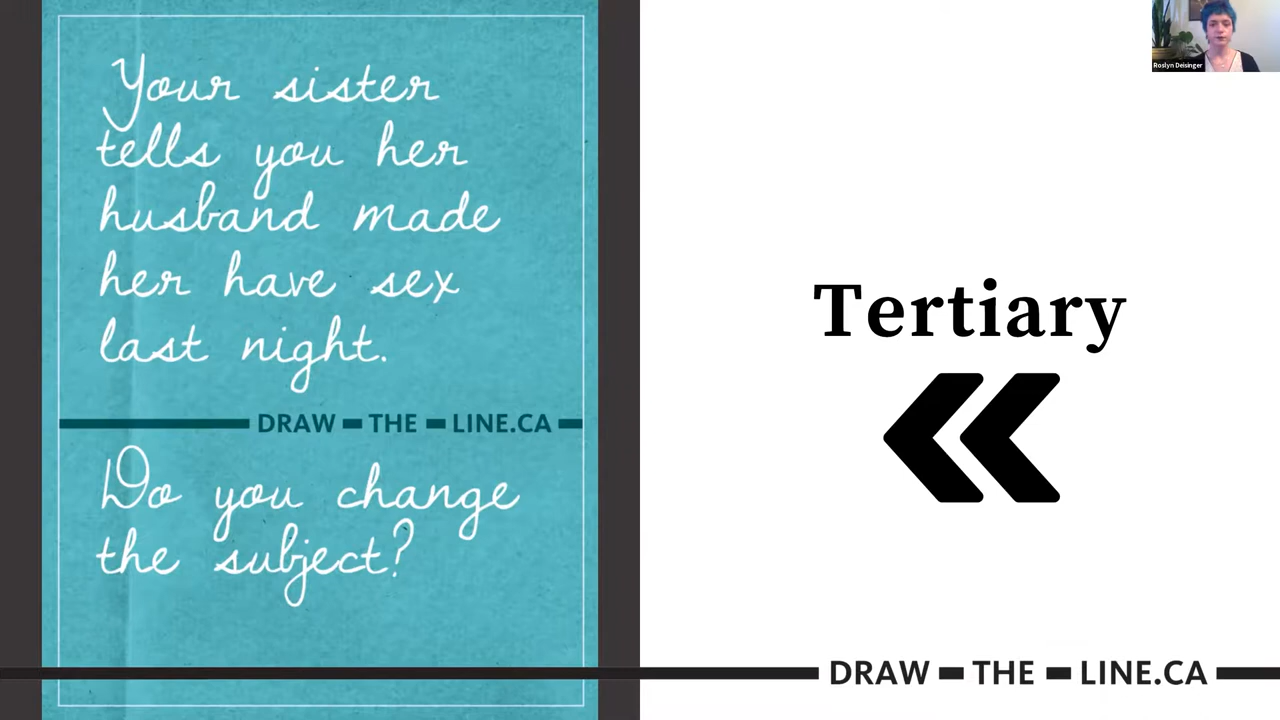 Your sister
tells you her
husband made
her have sex
last night.
DRAW THE LINE.CA
Do you change
the subject?
Tertiary
DRAW THE LINE.CA
Roslyn Deisinger